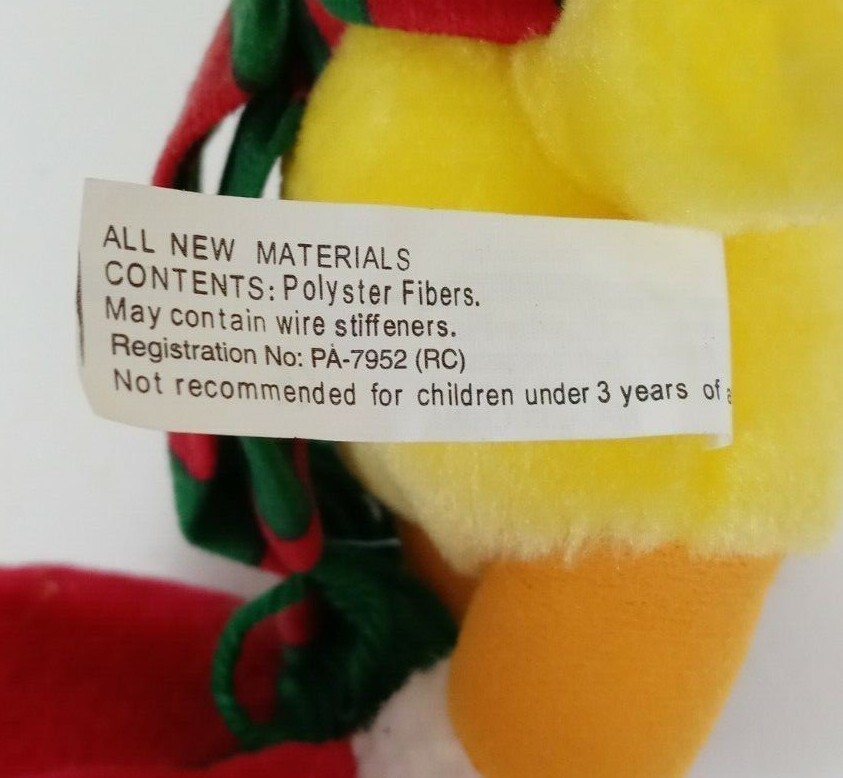 ALL NEW MATERIALS
CONTENTS: Polyster Fibers.
May contain wire stiffeners.
Registration No: PA-7952 (RC)
Not recommended for children under 3 years of